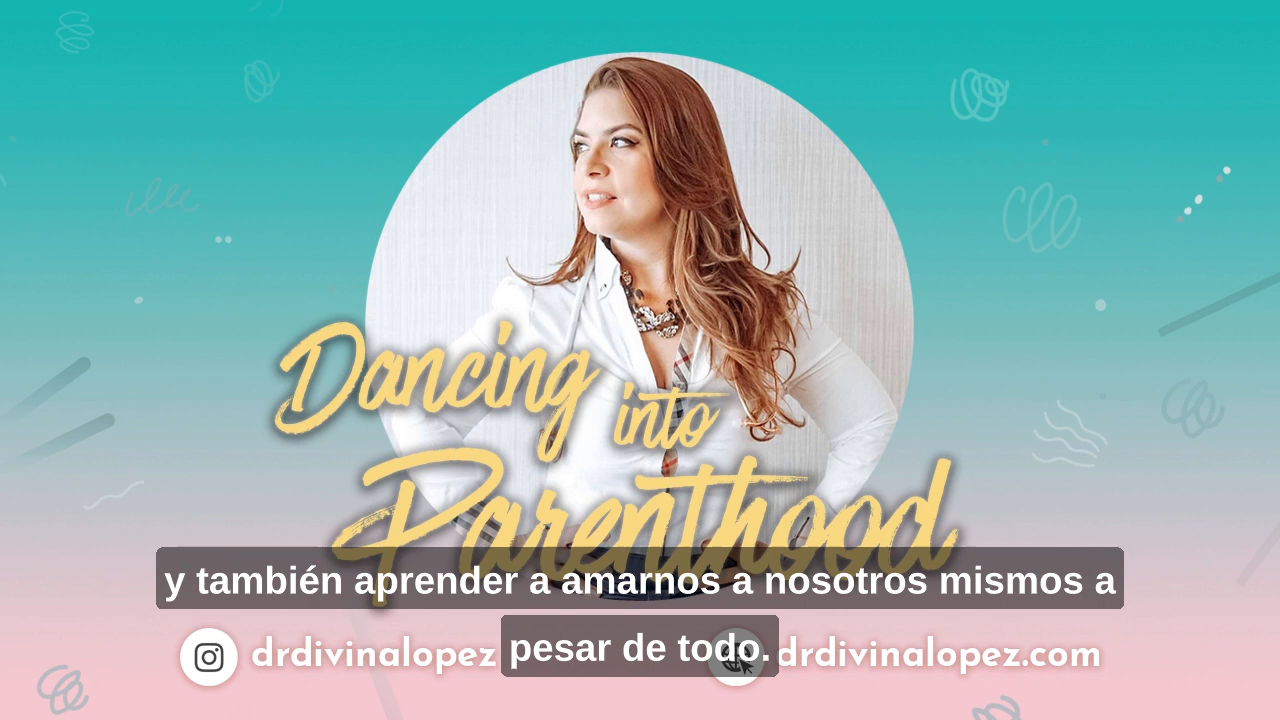 Dancing
into
Parenthood
y también aprender a amarnos a nosotros mismos a
pesar de todo.
drdivinalopez
drdivinalopez.com